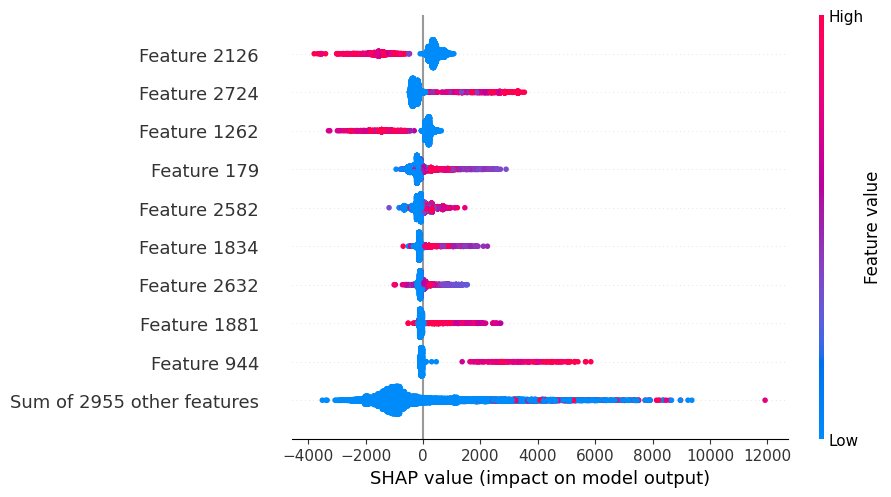 High
Feature 2126
Feature 2724
Feature 1262
Feature 179
Feature 2582
Feature 1834
Feature 2632
Feature 1881
Feature 944
Sum of 2955 other features
Feature value
Low
−4000 −2000 0 2000 4000 6000 8000 10000 12000
SHAP value (impact on model output)